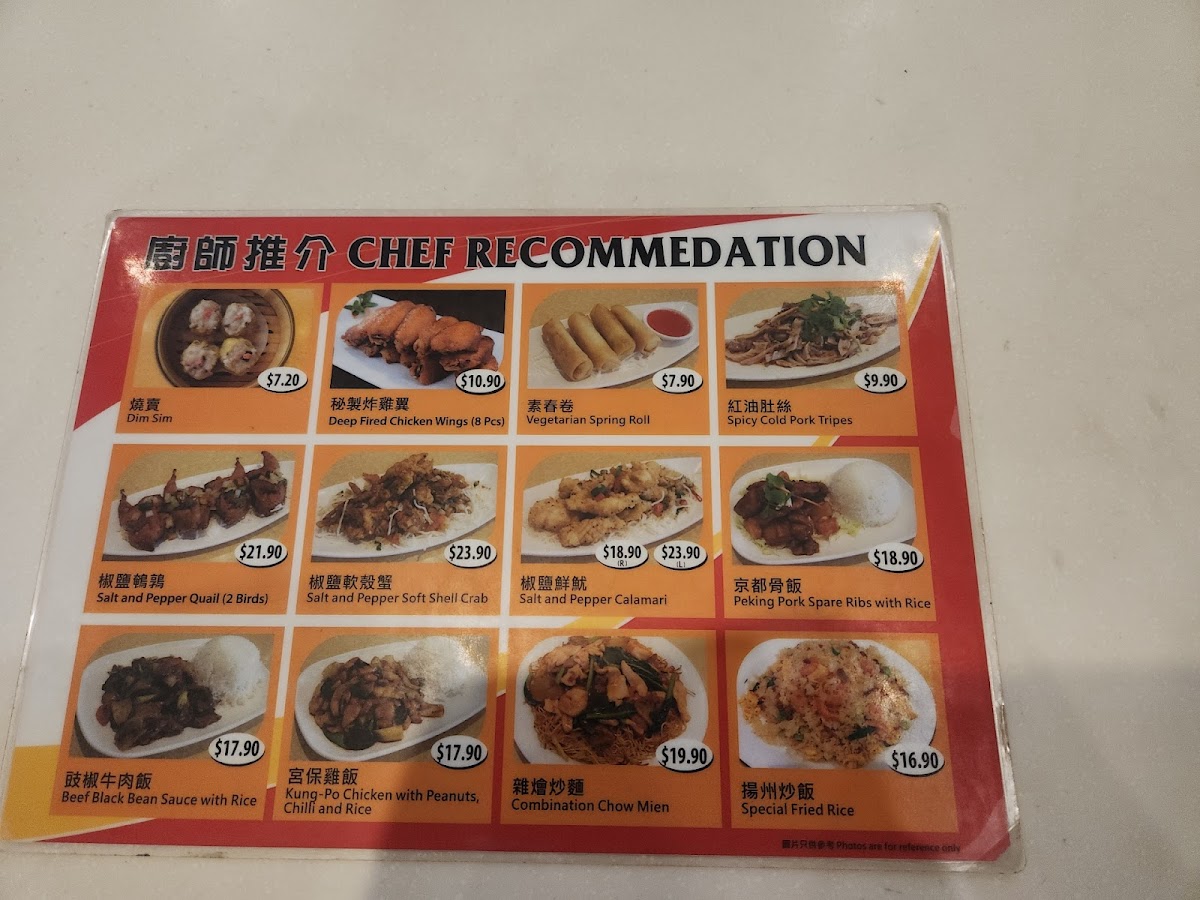 廚師推介 CHEF RECOMMEDATION
$7.20
燒賣
Dim Sim
$10.90
秘製炸雞翼
Deep Fired Chicken Wings (8 Pcs)
$7.90
素春卷
Vegetarian Spring Roll
$9.90
紅油肚絲
Spicy Cold Pork Tripes
$21.90
椒鹽鵪鶉
Salt and Pepper Quail (2 Birds)
$23.90
椒鹽軟殼蟹
Salt and Pepper Soft Shell Crab
$18.90 $23.90
(R) (L)
椒鹽鮮魷
Salt and Pepper Calamari
$18.90
京都骨飯
Peking Pork Spare Ribs with Rice
$17.90
豉椒牛肉飯
Beef Black Bean Sauce with Rice
$17.90
宮保雞飯
Kung-Po Chicken with Peanuts,
Chilli and Rice
$19.90
雜燴炒麵
Combination Chow Mien
$16.90
揚州炒飯
Special Fried Rice
圖片只供參考 Photos are for reference only